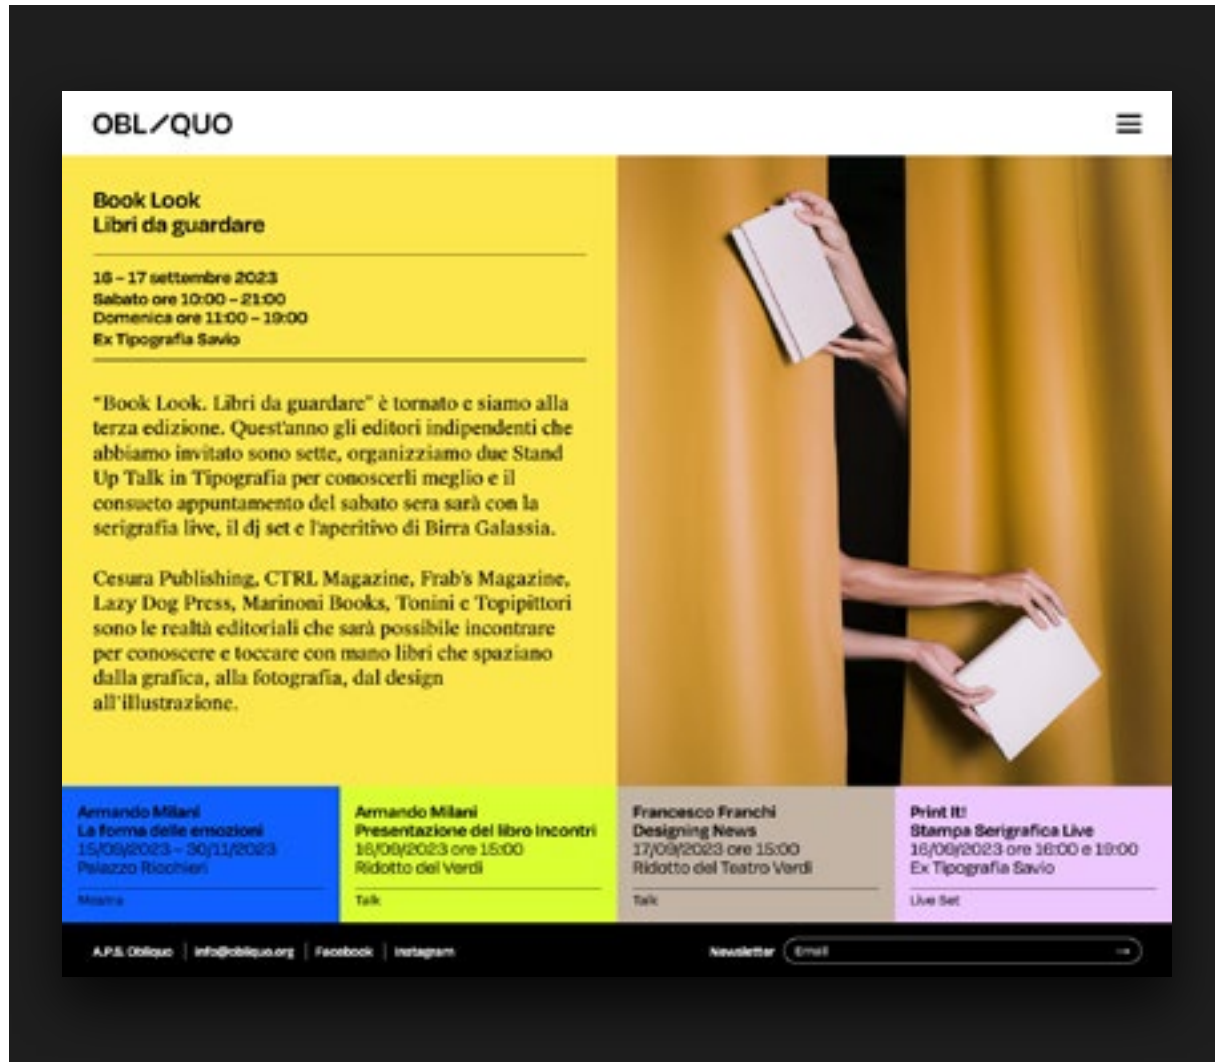 OBL/QUO
Book Look
Libri da guardare
16 – 17 settembre 2023
Sabato ore 10:00 – 21:00
Domenica ore 11:00 – 19:00
Ex Tipografia Savio
“Book Look. Libri da guardare” è tornato e siamo alla
terza edizione. Quest'anno gli editori indipendenti che
abbiamo invitato sono sette, organizziamo due Stand
Up Talk in Tipografia per conoscerli meglio e il
consueto appuntamento del sabato sera sarà con la
serigrafia live, il dj set e l'aperitivo di Birra Galassia.
Cesura Publishing, CTRL Magazine, Frab's Magazine,
Lazy Dog Press, Marinoni Books, Tonini e Topipittori
sono le realtà editoriali che sarà possibile incontrare
per conoscere e toccare con mano libri che spaziano
dalla grafica, alla fotografia, dal design
all'illustrazione.
Armando Milani
La forma delle emozioni
15/09/2023 – 30/11/2023
Palazzo Ricchieri
Mostra
Armando Milani
Presentazione del libro Incontri
16/09/2023 ore 15:00
Ridotto del Verdi
Talk
Francesco Franchi
Designing News
17/09/2023 ore 15:00
Ridotto del Teatro Verdi
Talk
Print It!
Stampa Serigrafica Live
16/09/2023 ore 16:00 e 19:00
Ex Tipografia Savio
Live Set
A.P.S. Obliquo | info@obliquo.org | Facebook | Instagram
Newsletter Email →